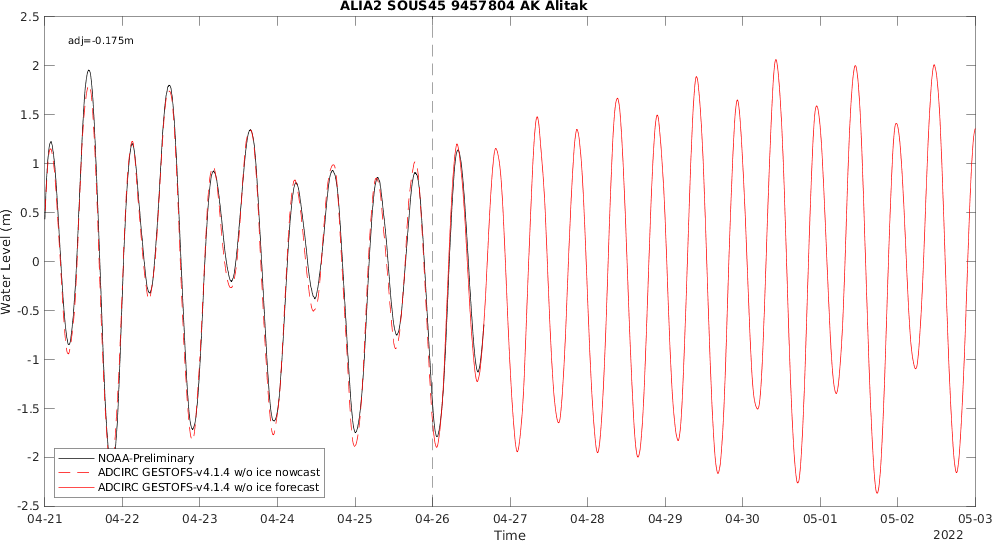 ALIA2 SOUS45 9457804 AK Alitak
adj=-0.175m
2.5
2
1.5
1
0.5
0
-0.5
-1
-1.5
-2
-2.5
Water Level (m)
NOAA-Preliminary
ADCIRC GESTOFS-v4.1.4 w/o ice nowcast
ADCIRC GESTOFS-v4.1.4 w/o ice forecast
04-21 04-22 04-23 04-24 04-25 04-26 04-27 04-28 04-29 04-30 05-01 05-02 05-03
Time
2022